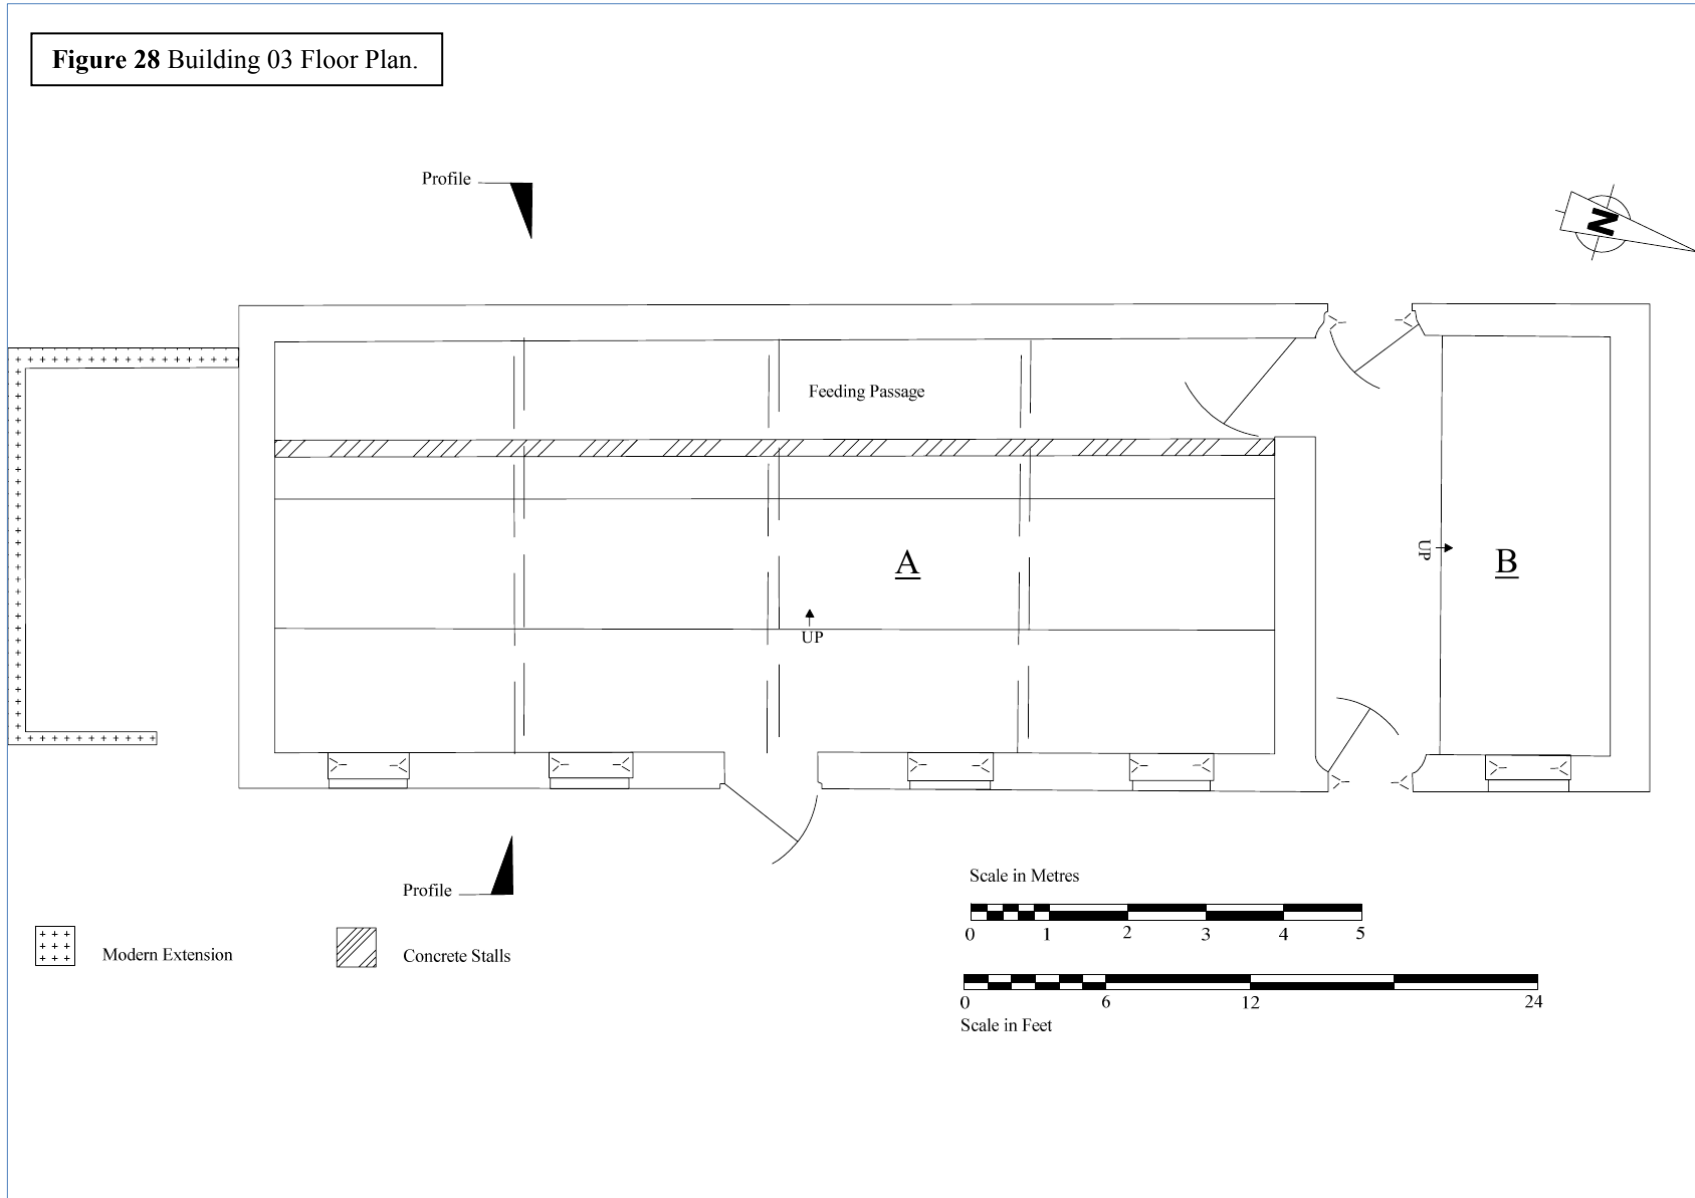 Figure 28 Building 03 Floor Plan.
Profile
N
Feeding Passage
A
UP
UP
B
Profile
Modern Extension
Concrete Stalls
Scale in Metres
0 1 2 3 4 5
0 6 12 24
Scale in Feet